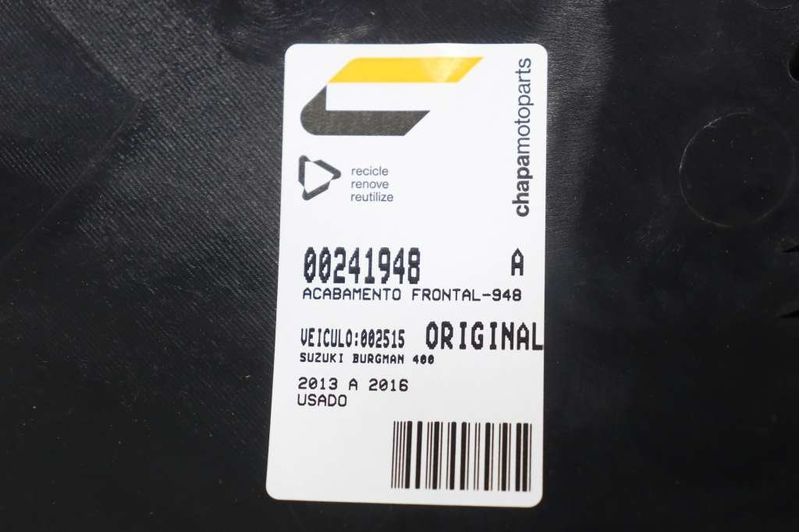 recicle
renove
reutilize
chapamotoparts
00241948 A
ACABAMENTO FRONTAL-948
VEICULO:002515 ORIGINAL
SUZUKI BURGMAN 400
2013 A 2016
USADO